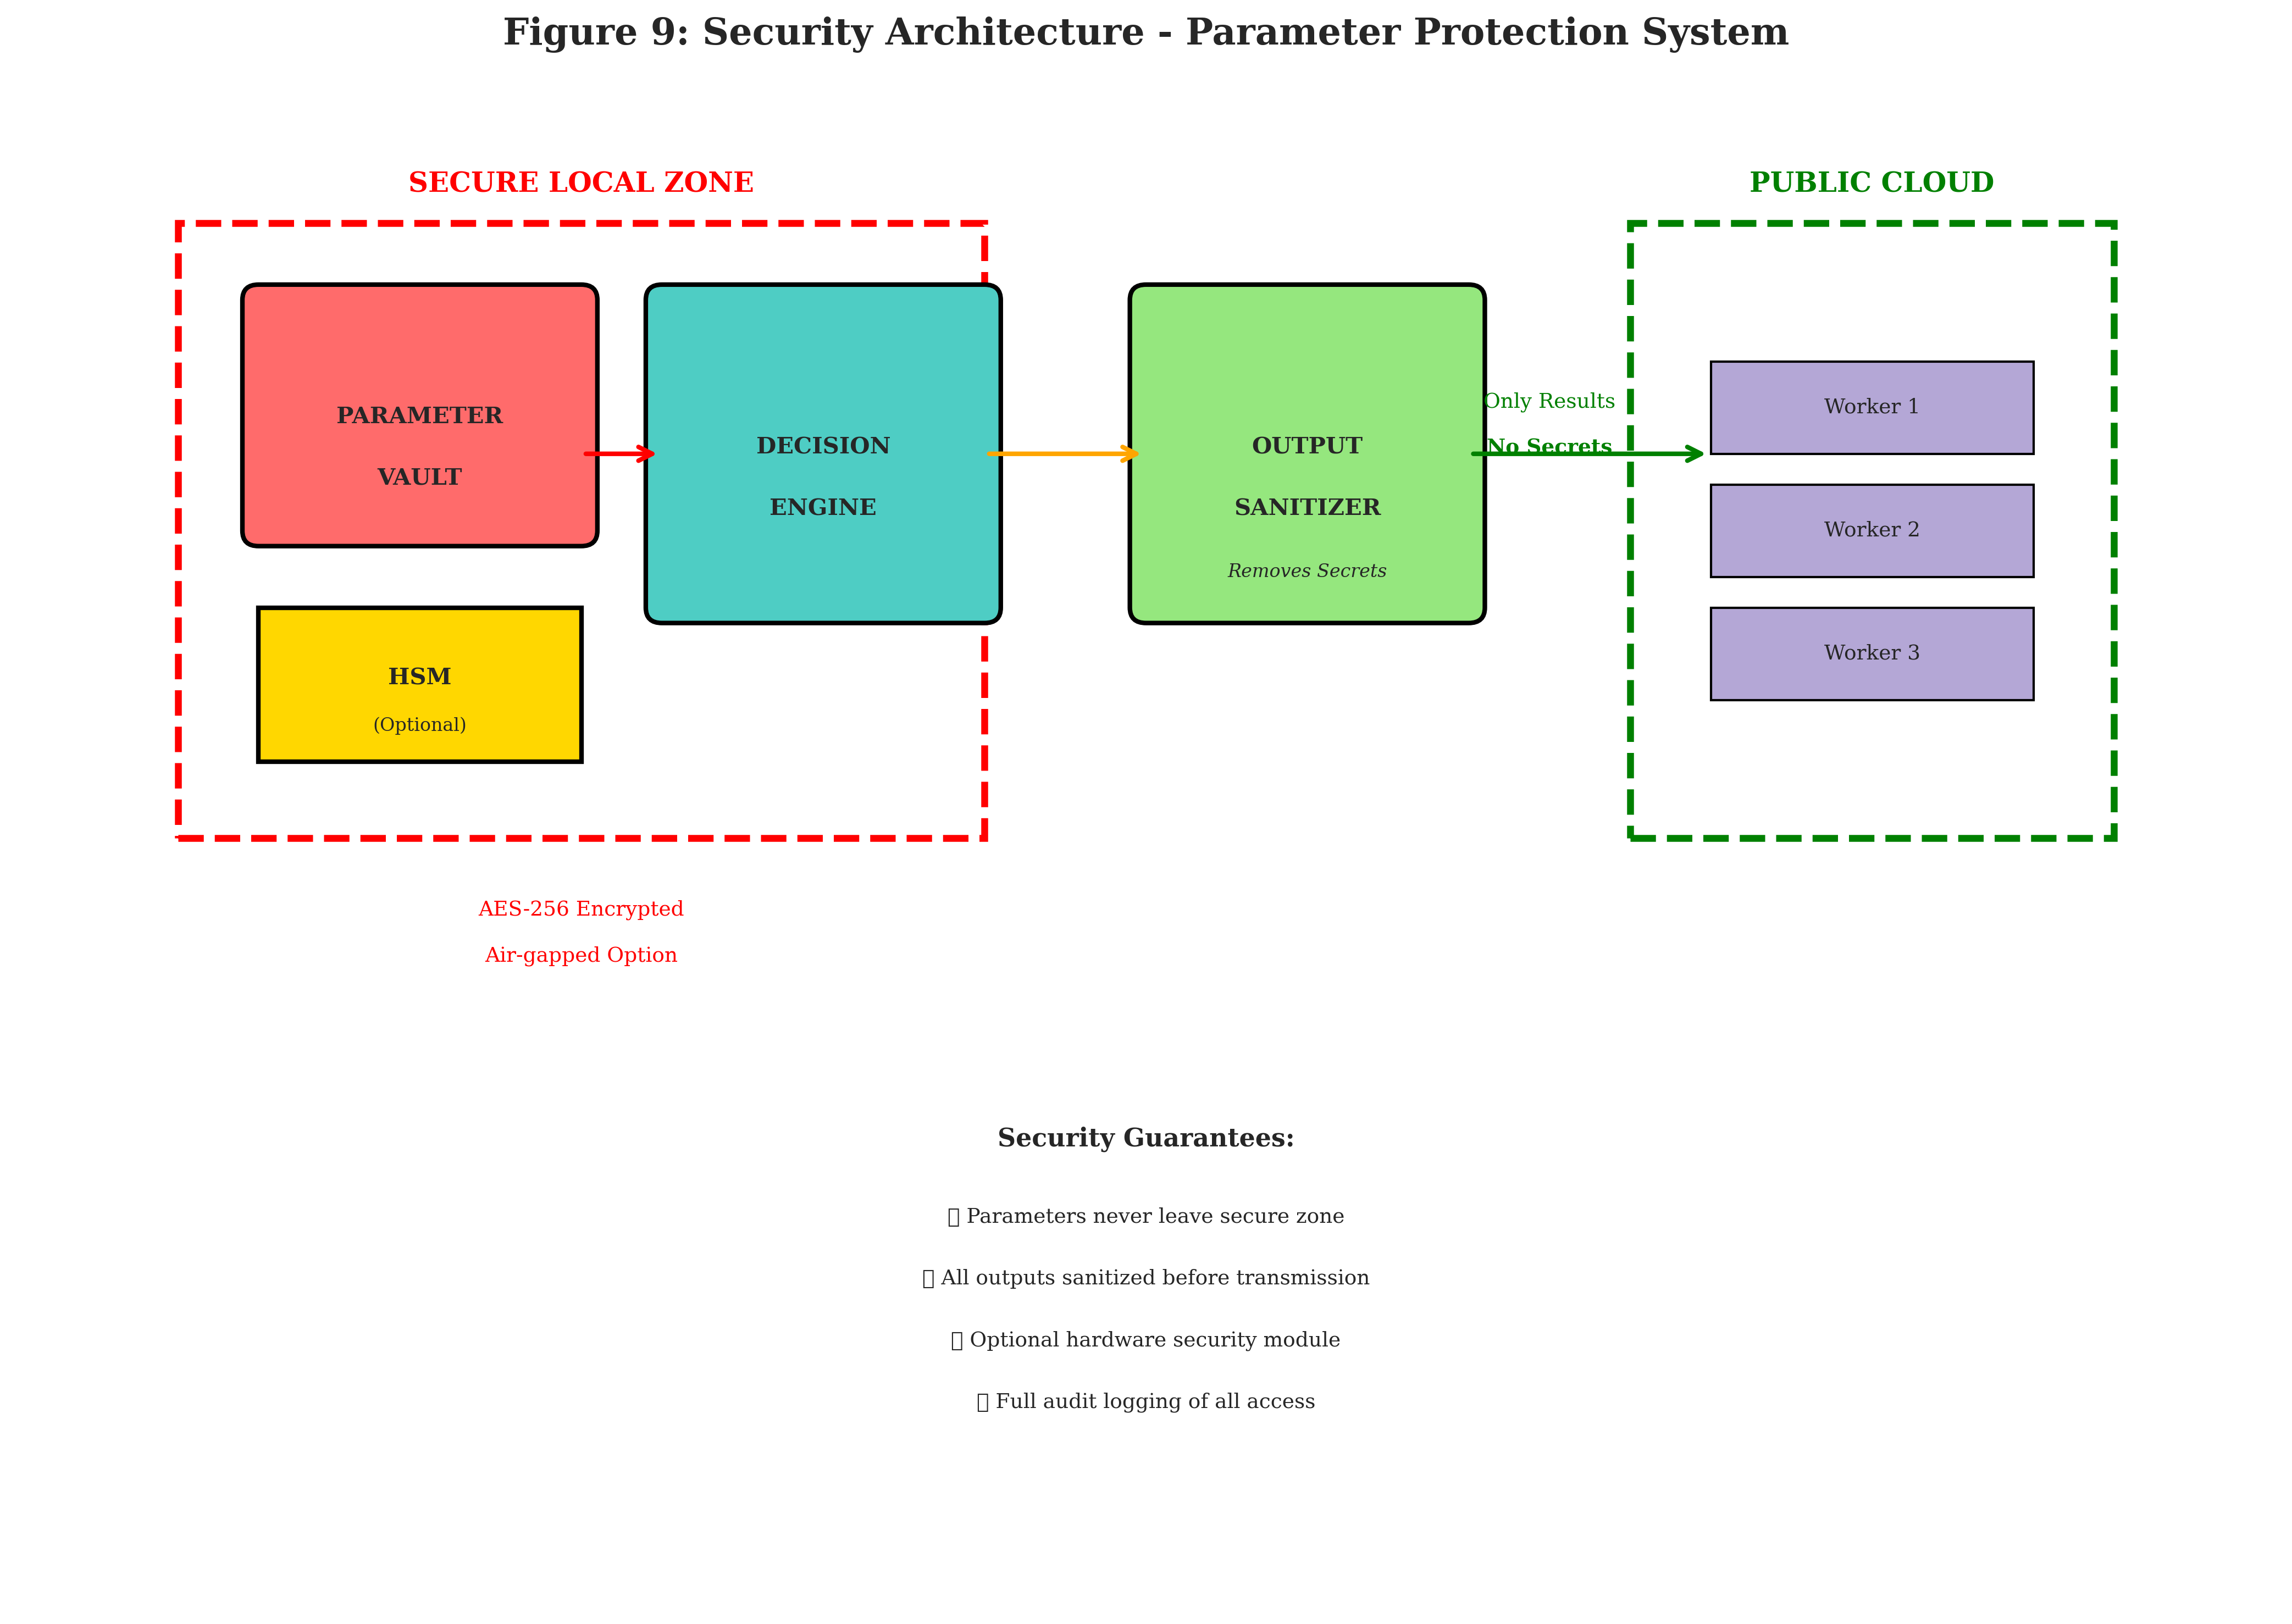 Figure 9: Security Architecture - Parameter Protection System
SECURE LOCAL ZONE
PUBLIC CLOUD
PARAMETER
VAULT
DECISION
ENGINE
OUTPUT
SANITIZER
Removes Secrets
Only Results
No Secrets
Worker 1
Worker 2
Worker 3
HSM
(Optional)
AES-256 Encrypted
Air-gapped Option
Security Guarantees:
Parameters never leave secure zone
All outputs sanitized before transmission
Optional hardware security module
Full audit logging of all access